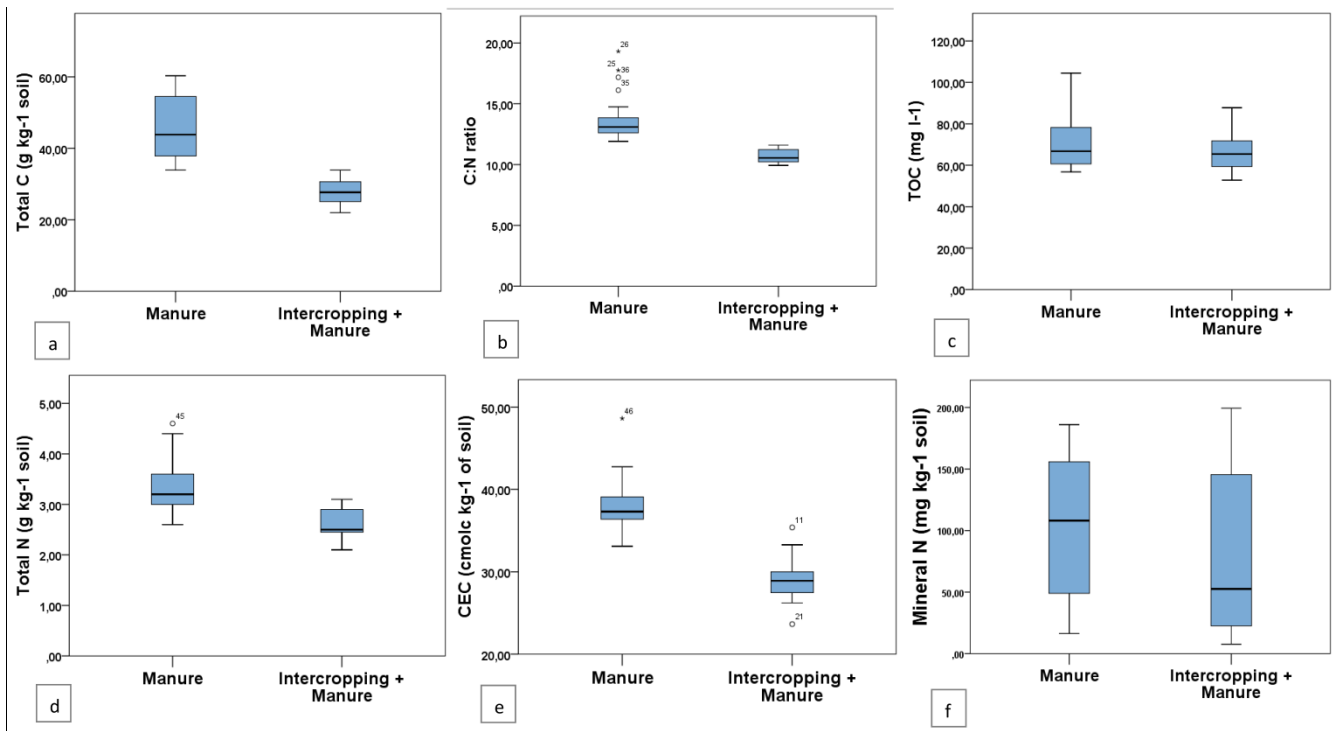 Total C (g kg-1 soil)
60,00
40,00
20,00
,00
Manure
Intercropping +
Manure
a
C:N ratio
20,00
15,00
10,00
5,00
,00
26
25
36
35
Manure
Intercropping +
Manure
b
TOC (mg l-1)
120,00
100,00
80,00
60,00
40,00
20,00
,00
Manure
Intercropping +
Manure
c
Total N (g kg-1 soil)
5,00
4,00
3,00
2,00
1,00
,00
45
Manure
Intercropping +
Manure
d
CEC (cmolc kg-1 of soil)
50,00
40,00
30,00
20,00
46
11
21
Manure
Intercropping +
Manure
e
Mineral N (mg kg-1 soil)
200,00
150,00
100,00
50,00
,00
Manure
Intercropping +
Manure
f